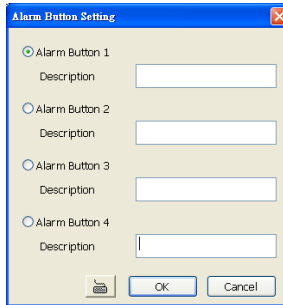 Alarm Button Setting
Alarm Button 1
Description
Alarm Button 2
Description
Alarm Button 3
Description
Alarm Button 4
Description
OK Cancel